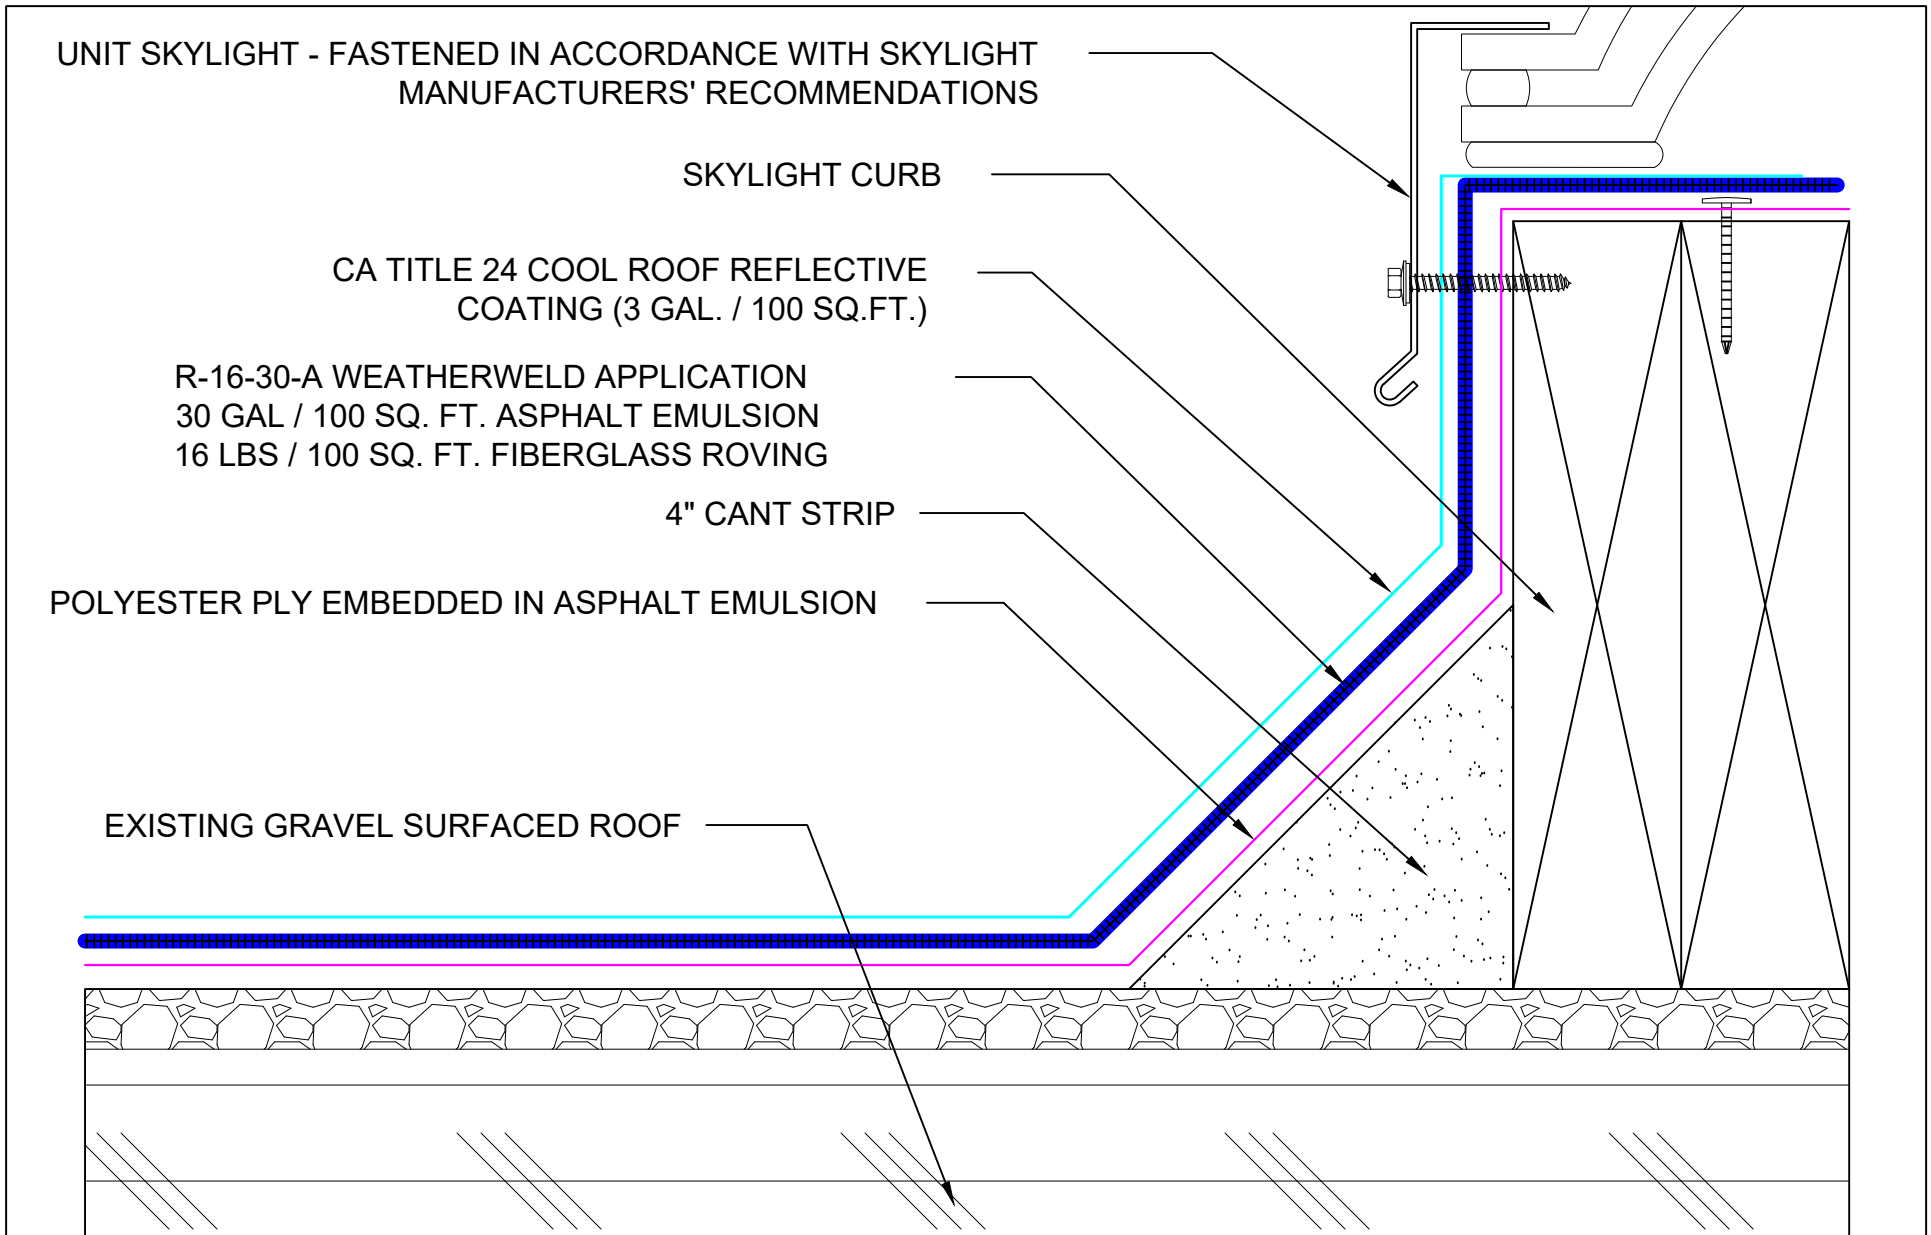 UNIT SKYLIGHT - FASTENED IN ACCORDANCE WITH SKYLIGHT
MANUFACTURERS' RECOMMENDATIONS
SKYLIGHT CURB
CA TITLE 24 COOL ROOF REFLECTIVE
COATING (3 GAL. / 100 SQ.FT.)
R-16-30-A WEATHERWELD APPLICATION
30 GAL / 100 SQ. FT. ASPHALT EMULSION
16 LBS / 100 SQ. FT. FIBERGLASS ROVING
4" CANT STRIP
POLYESTER PLY EMBEDDED IN ASPHALT EMULSION
EXISTING GRAVEL SURFACED ROOF